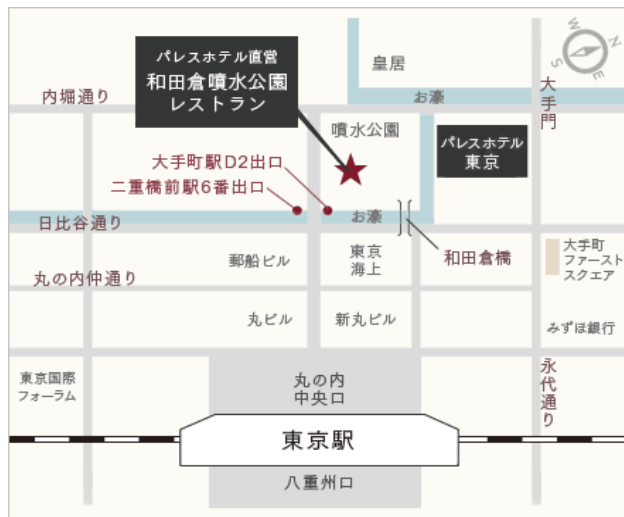 パレスホテル直営
和田倉噴水公園
レストラン
皇居
W
N
S
E
内堀通り
お濠
大手門
噴水公園
パレスホテル
東京
大手町駅D2出口
二重橋前駅6番出口
日比谷通り
お濠
郵船ビル
東京
海上
和田倉橋
大手町
ファースト
スクエア
丸の内仲通り
丸ビル
新丸ビル
みずほ銀行
東京国際
フォーラム
丸の内
中央口
永代通り
東京駅
八重州口